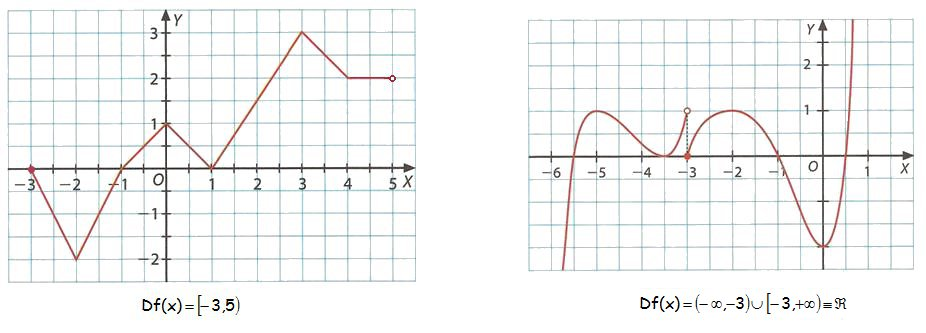 Y
3
2
1
−3 −2 −1 O 1 2 3 4 5 X
−1
−2
Df(x)=[−3,5)
Y
2
1
−6 −5 −4 −3 −2 −1 O 1 X
Df(x)=(−∞,−3)∪[−3,+∞)≡ℜ